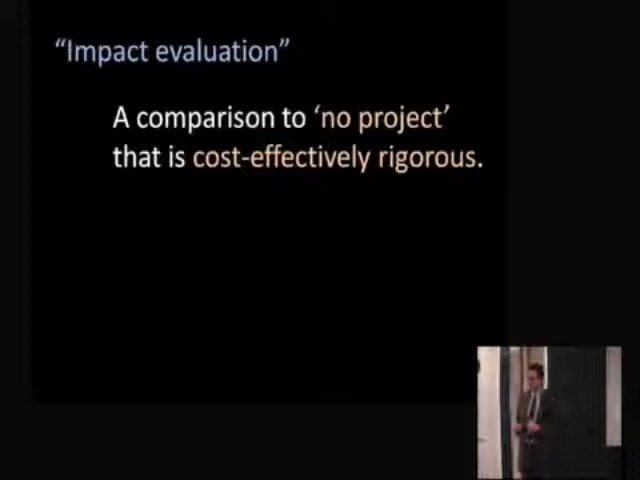 “Impact evaluation”
A comparison to ‘no project’
that is cost-effectively rigorous.